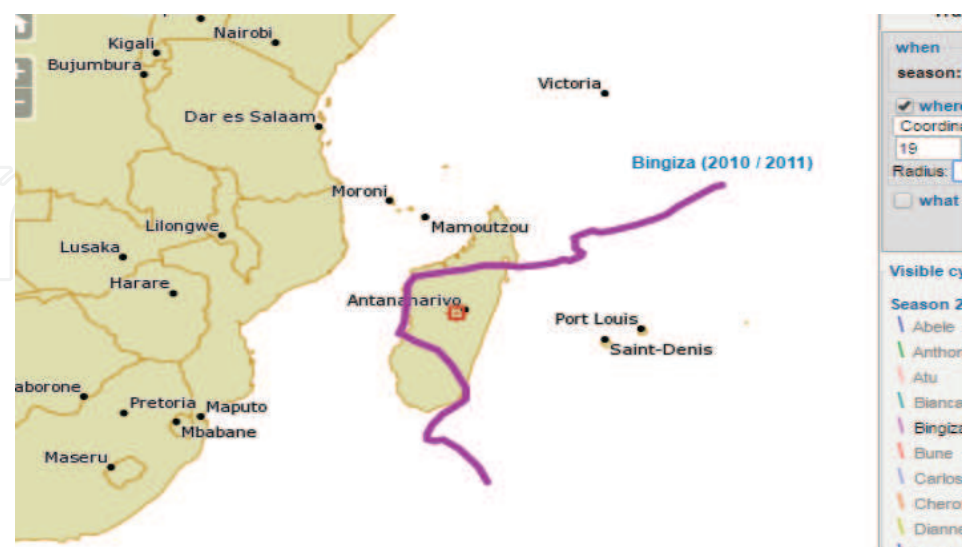 Nairobi
Kigali
Bujumbura
Victoria
Dar es Salaam
Bingiza (2010 / 2011)
Moroni
Mamoutzou
Lilongwe
Lusaka
Harare
Antananarivo
Port Louis
Saint-Denis
aborone
Pretoria
Maputo
Mbabane
Maseru
when
season:
where
Coordina
19
Radius:
what
Visible cy
Season 2
Abele
Anthon
Atu
Bianca
Bingiza
Bune
Carlos
Chero
Dianne